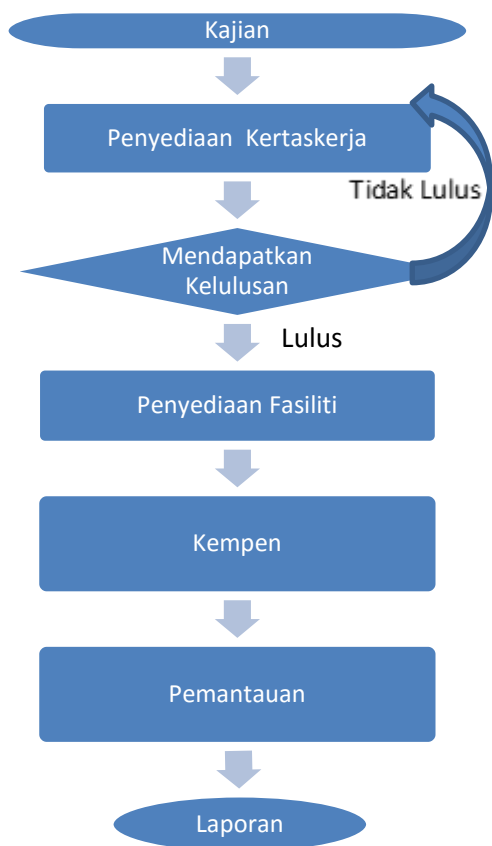 Kajian
Penyediaan Kertaskerja
Tidak Lulus
Mendapatkan
Kelulusan
Lulus
Penyediaan Fasiliti
Kempen
Pemantauan
Laporan